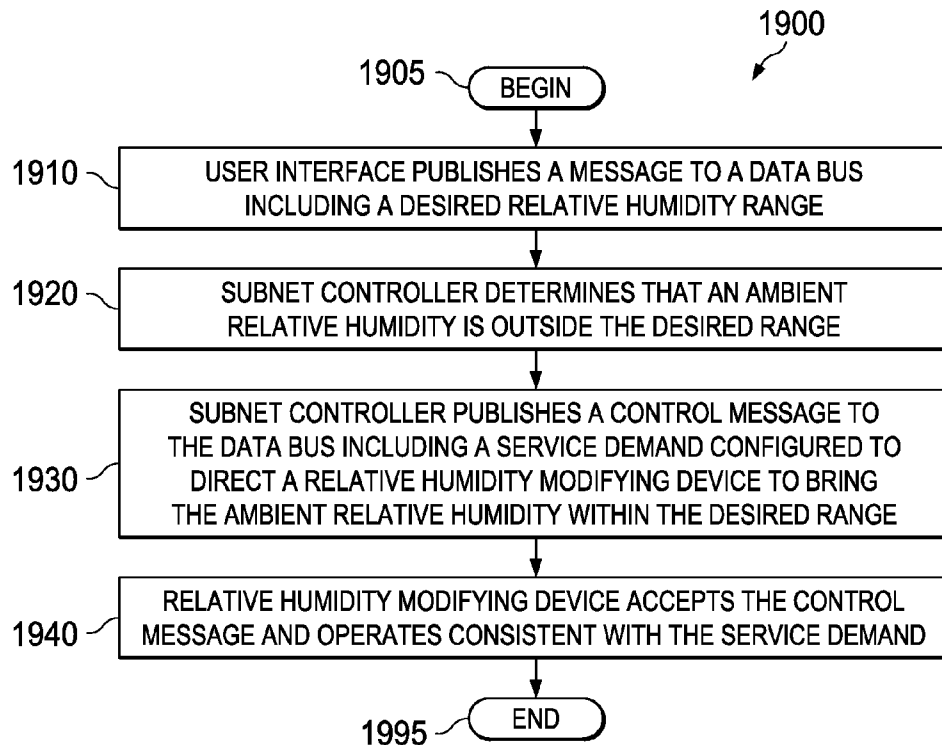 1900
1905
BEGIN
1910
USER INTERFACE PUBLISHES A MESSAGE TO A DATA BUS
INCLUDING A DESIRED RELATIVE HUMIDITY RANGE
1920
SUBNET CONTROLLER DETERMINES THAT AN AMBIENT
RELATIVE HUMIDITY IS OUTSIDE THE DESIRED RANGE
1930
SUBNET CONTROLLER PUBLISHES A CONTROL MESSAGE TO
THE DATA BUS INCLUDING A SERVICE DEMAND CONFIGURED TO
DIRECT A RELATIVE HUMIDITY MODIFYING DEVICE TO BRING
THE AMBIENT RELATIVE HUMIDITY WITHIN THE DESIRED RANGE
1940
RELATIVE HUMIDITY MODIFYING DEVICE ACCEPTS THE CONTROL
MESSAGE AND OPERATES CONSISTENT WITH THE SERVICE DEMAND
1995
END